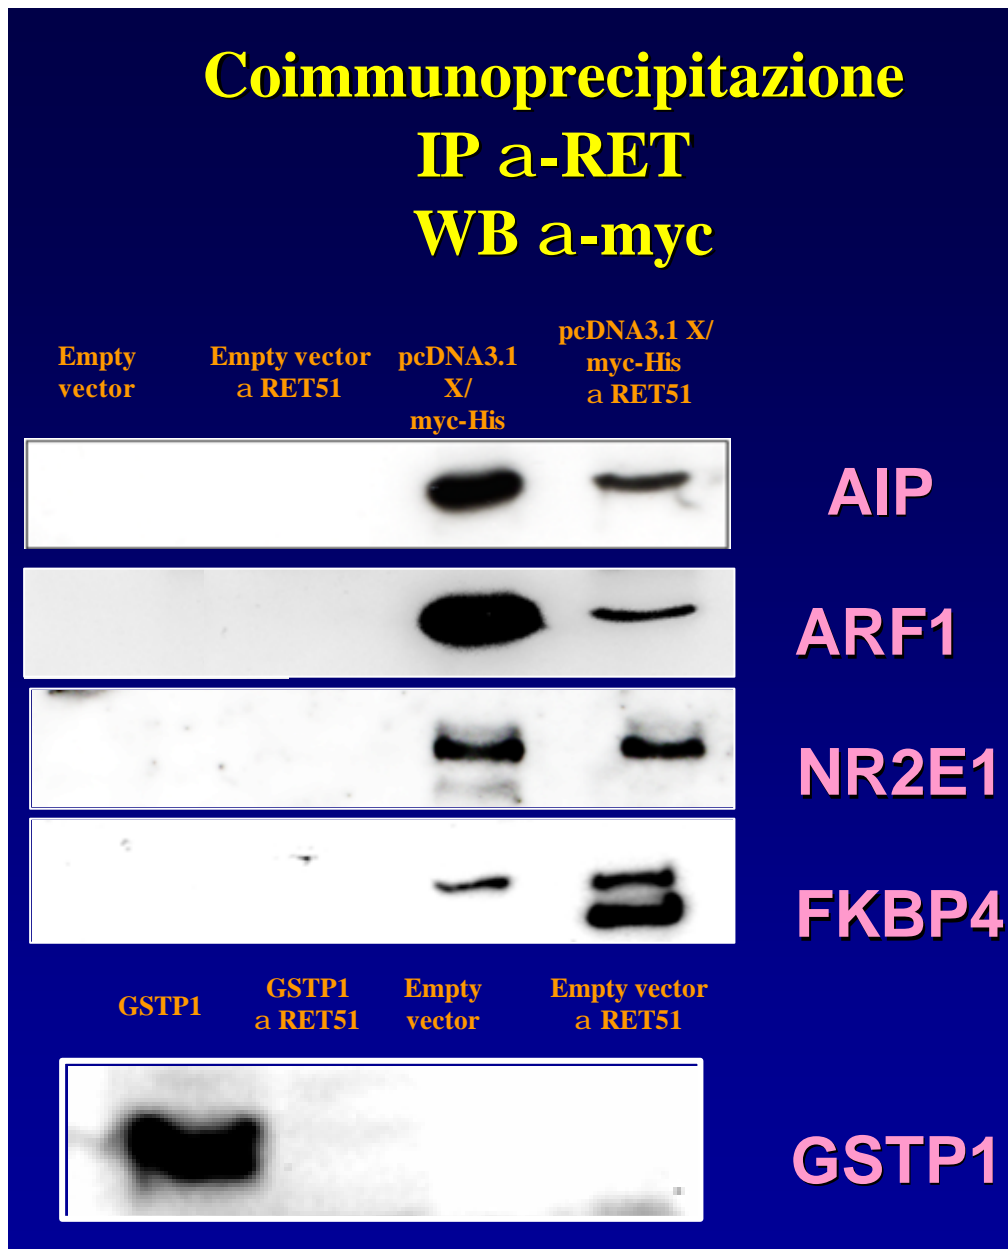 Coimmunoprecipitazione
IP a-RET
WB a-myc
Empty
vector
Empty vector
a RET51
pcDNA3.1
X/
myc-His
pcDNA3.1 X/
myc-His
a RET51
AIP
ARF1
NR2E1
FKBP4
GSTP1
GSTP1
a RET51
Empty
vector
Empty vector
a RET51
GSTP1